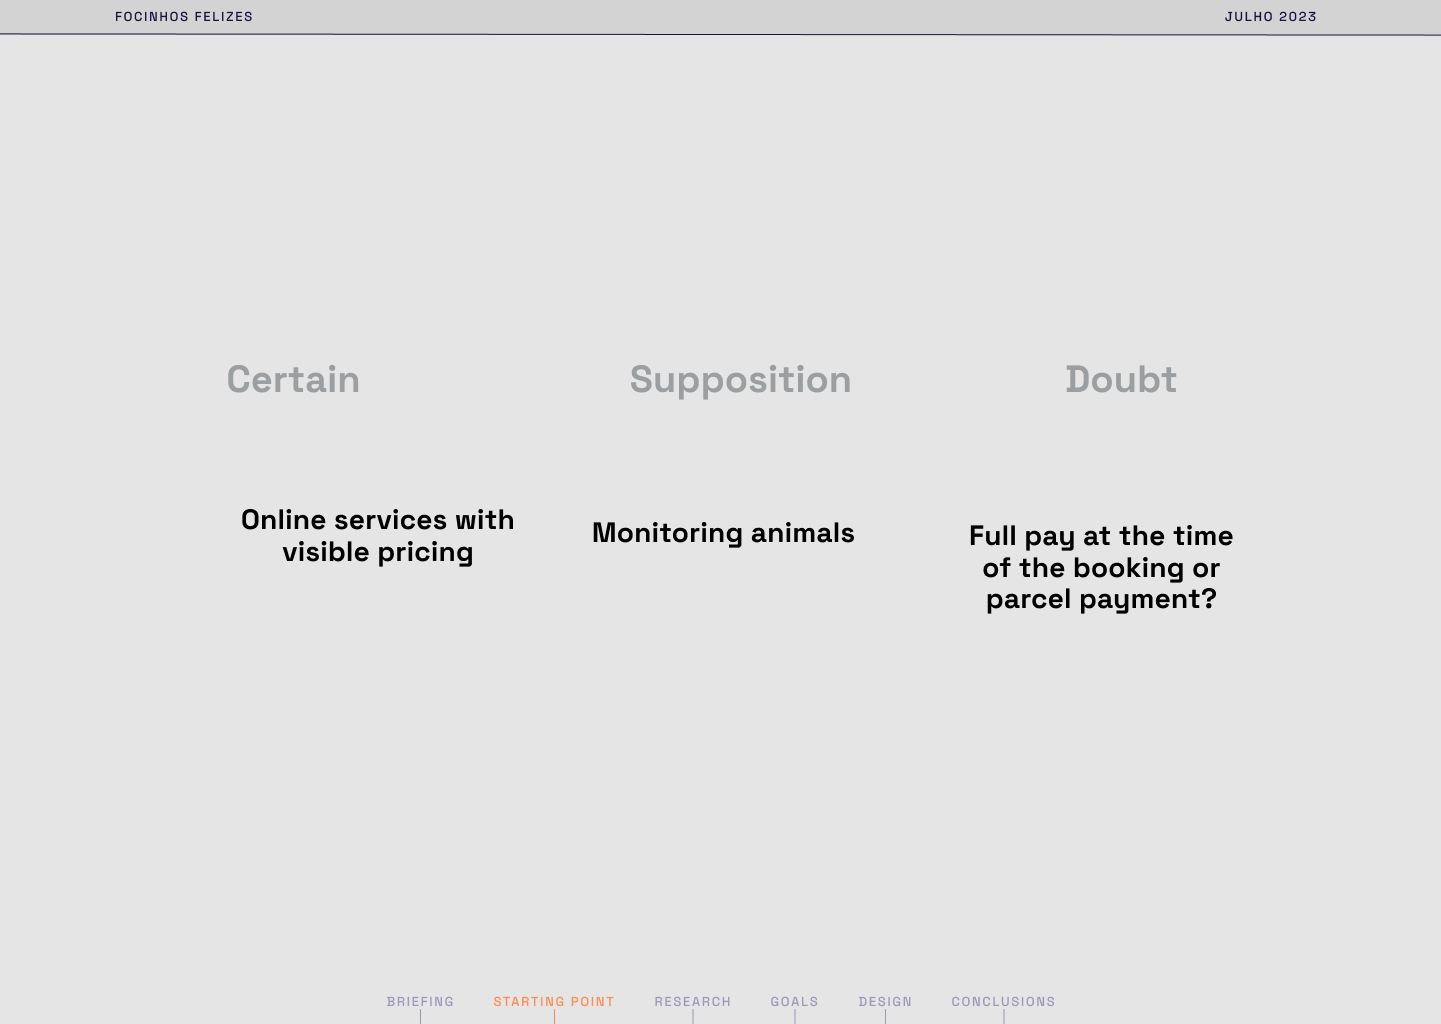 FOCINHOS FELIZES
JULHO 2023
Certain
Supposition
Doubt
Online services with
visible pricing
Monitoring animals
Full pay at the time
of the booking or
parcel payment?
BRIEFING
STARTING POINT
RESEARCH
GOALS
DESIGN
CONCLUSIONS